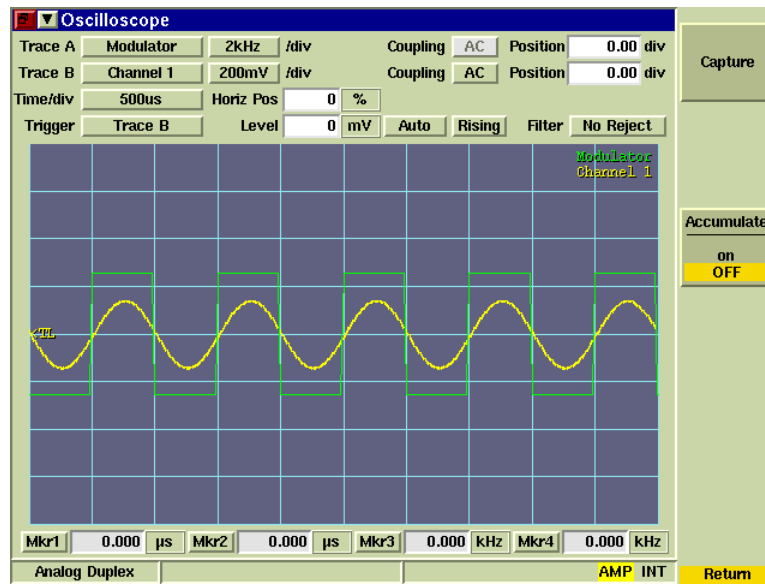 Oscilloscope
Trace A Modulator 2kHz /div Coupling AC Position 0.00 div
Trace B Channel 1 200mV /div Coupling AC Position 0.00 div
Time/div 500us Horiz Pos 0 %
Trigger Trace B Level 0 mV Auto Rising Filter No Reject
Modulator
Channel 1
<TL
Mkr1 0.000 µs Mkr2 0.000 µs Mkr3 0.000 kHz Mkr4 0.000 kHz
Analog Duplex AMP INT
Capture
Accumulate
on
OFF
Return